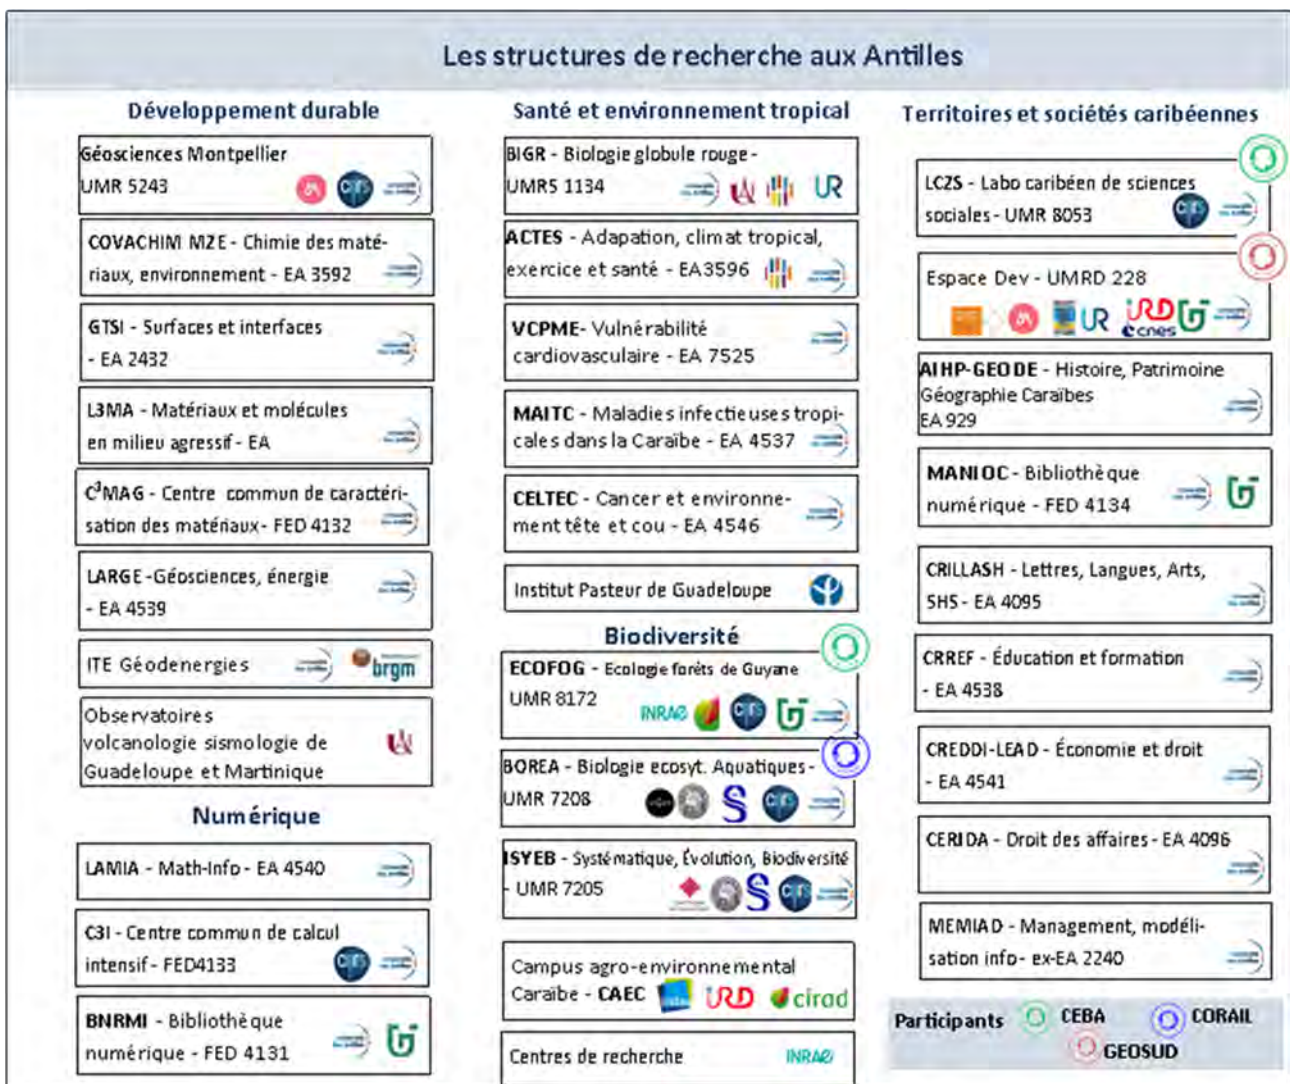 Les structures de recherche aux Antilles
Développement durable
Géosciences Montpellier
UMR 5243
COVACHIM M2E - Chimie des maté-
riaux, environnement - EA 3592
GTSI - Surfaces et interfaces
- EA 2432
L3MA - Matériaux et molécules
en milieu agressif - EA
C³MAG - Centre commun de caractéri-
sation des matériaux- FED 4132
LARGE -Géosciences, énergie
- EA 4539
ITE Géodenergies
brgm
Observatoires
volcanologie sismologie de
Guadeloupe et Martinique
Numérique
LAMIA - Math-Info - EA 4540
C3I - Centre commun de calcul
intensif - FED4133
BNRMI - Bibliothèque
numérique - FED 4131
Santé et environnement tropical
BIGR - Biologie globule rouge -
UMRS 1134
UR
ACTES - Adapation, climat tropical,
exercice et santé - EA3596
VCPME- Vulnérabilité
cardiovasculaire - EA 7525
MAITC - Maladies infectieuses tropi-
cales dans la Caraïbe - EA 4537
CELTEC - Cancer et environne-
ment tête et cou - EA 4546
Institut Pasteur de Guadeloupe
Biodiversité
ECOFOG - Ecologie forêts de Guyane
UMR 8172
INRAE
BOREA - Biologie ecosyt. Aquatiques -
UMR 7208
ISYEB - Systématique, Évolution, Biodiversité
- UMR 7205
Campus agro-environnemental
Caraïbe - CAEC
IRD cirad
Centres de recherche
INRAE
Territoires et sociétés caribéennes
LC2S - Labo caribéen de sciences
sociales - UMR 8053
Espace Dev - UMRD 228
UR IRD
cnes
AIHP-GEODE - Histoire, Patrimoine
Géographie Caraïbes
EA 929
MANIOC - Bibliothèque
numérique - FED 4134
CRILLASH - Lettres, Langues, Arts,
SHS - EA 4095
CRREF - Éducation et formation
- EA 4538
CREDDI-LEAD - Économie et droit
- EA 4541
CERIDA - Droit des affaires - EA 4096
MEMIAD - Management, modéli-
sation info - ex-EA 2240
Participants CEBA CORAIL
GEOSUD